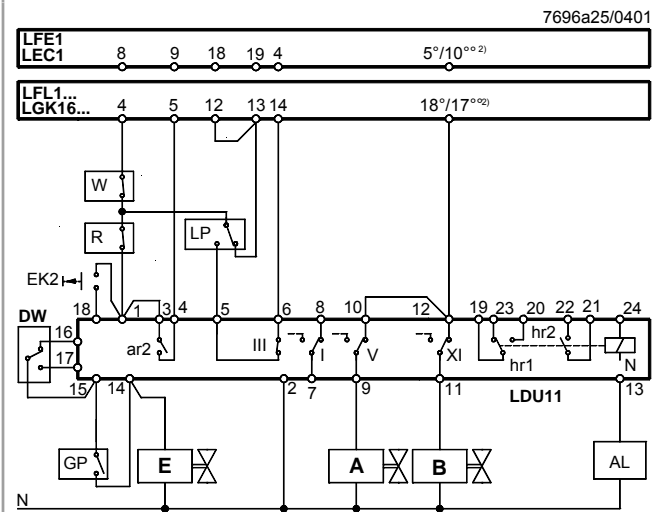 7696a25/0401
LFE1
LEC1
8 9 18 19 4 5°/10°° 2)
LFL1...
LGK16...
4 5 12 13 14 18°/17°°2)
W
R
LP
EK2
18 1 3 4 5 6 8 10 12 19 23 20 22 21 24
DW
16
17
ar2 III I V XI hr2
hr1
N
15 14 2 7 9 11 LDU11 13
GP E A B AL
N